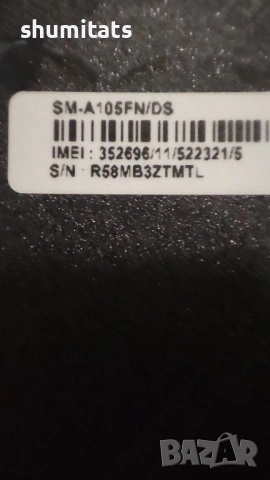 shumitats
SM-A105FN/DS
IMEI : 352696/11/522321/5
S/N : R58MB3ZTMTL
BAZAR